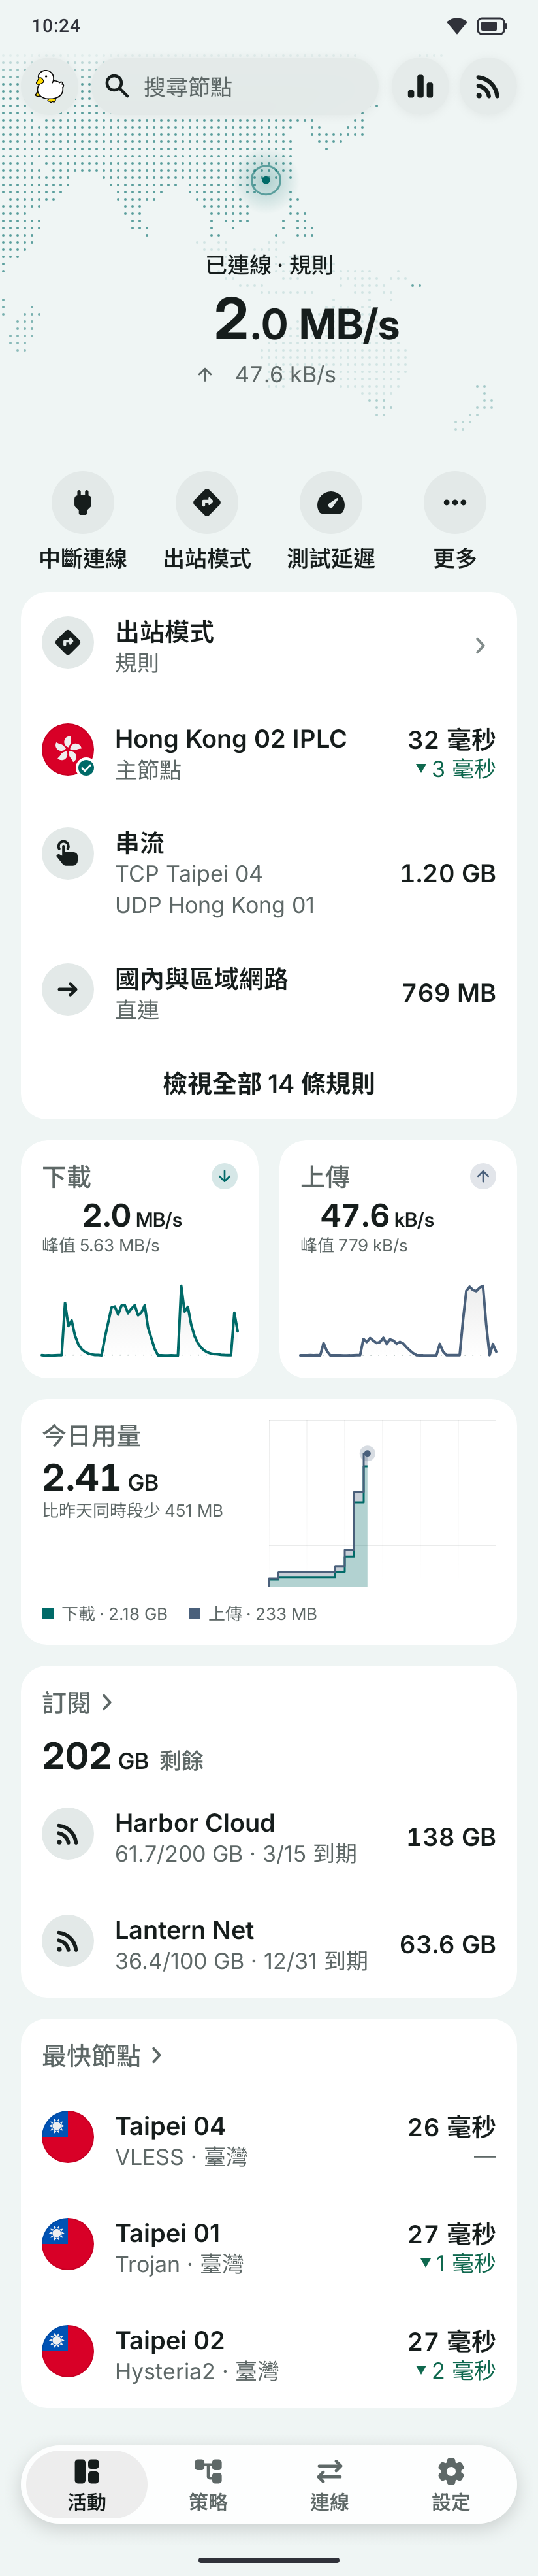 10:24
搜尋節點
已連線 · 規則
2.0 MB/s
↑ 47.6 kB/s
中斷連線 出站模式 測試延遲 更多
出站模式
規則
Hong Kong 02 IPLC 32 毫秒
主節點 ▼3 毫秒
串流
TCP Taipei 04 1.20 GB
UDP Hong Kong 01
國內與區域網路 769 MB
直連
檢視全部 14 條規則
下載 上傳
2.0 MB/s 47.6 kB/s
峰值 5.63 MB/s 峰值 779 kB/s
今日用量
2.41 GB
比昨天同時段少 451 MB
下載 · 2.18 GB 上傳 · 233 MB
訂閱
202 GB 剩餘
Harbor Cloud 138 GB
61.7/200 GB · 3/15 到期
Lantern Net 63.6 GB
36.4/100 GB · 12/31 到期
最快節點
Taipei 04 26 毫秒
VLESS · 臺灣 —
Taipei 01 27 毫秒
Trojan · 臺灣 ▼1 毫秒
Taipei 02 27 毫秒
Hysteria2 · 臺灣 ▼2 毫秒
活動 策略 連線 設定